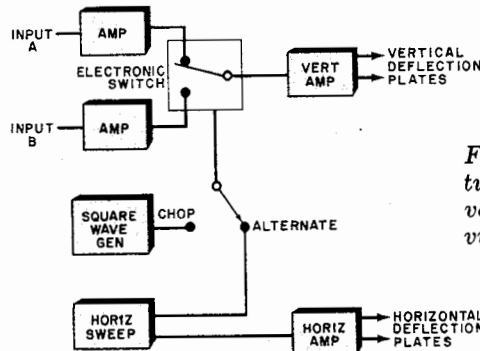 INPUT
A
AMP
ELECTRONIC
SWITCH
VERT
AMP
VERTICAL
DEFLECTION
PLATES
INPUT
B
AMP
SQUARE
WAVE
GEN
CHOP
ALTERNATE
HORIZ
SWEEP
HORIZ
AMP
HORIZONTAL
DEFLECTION
PLATES